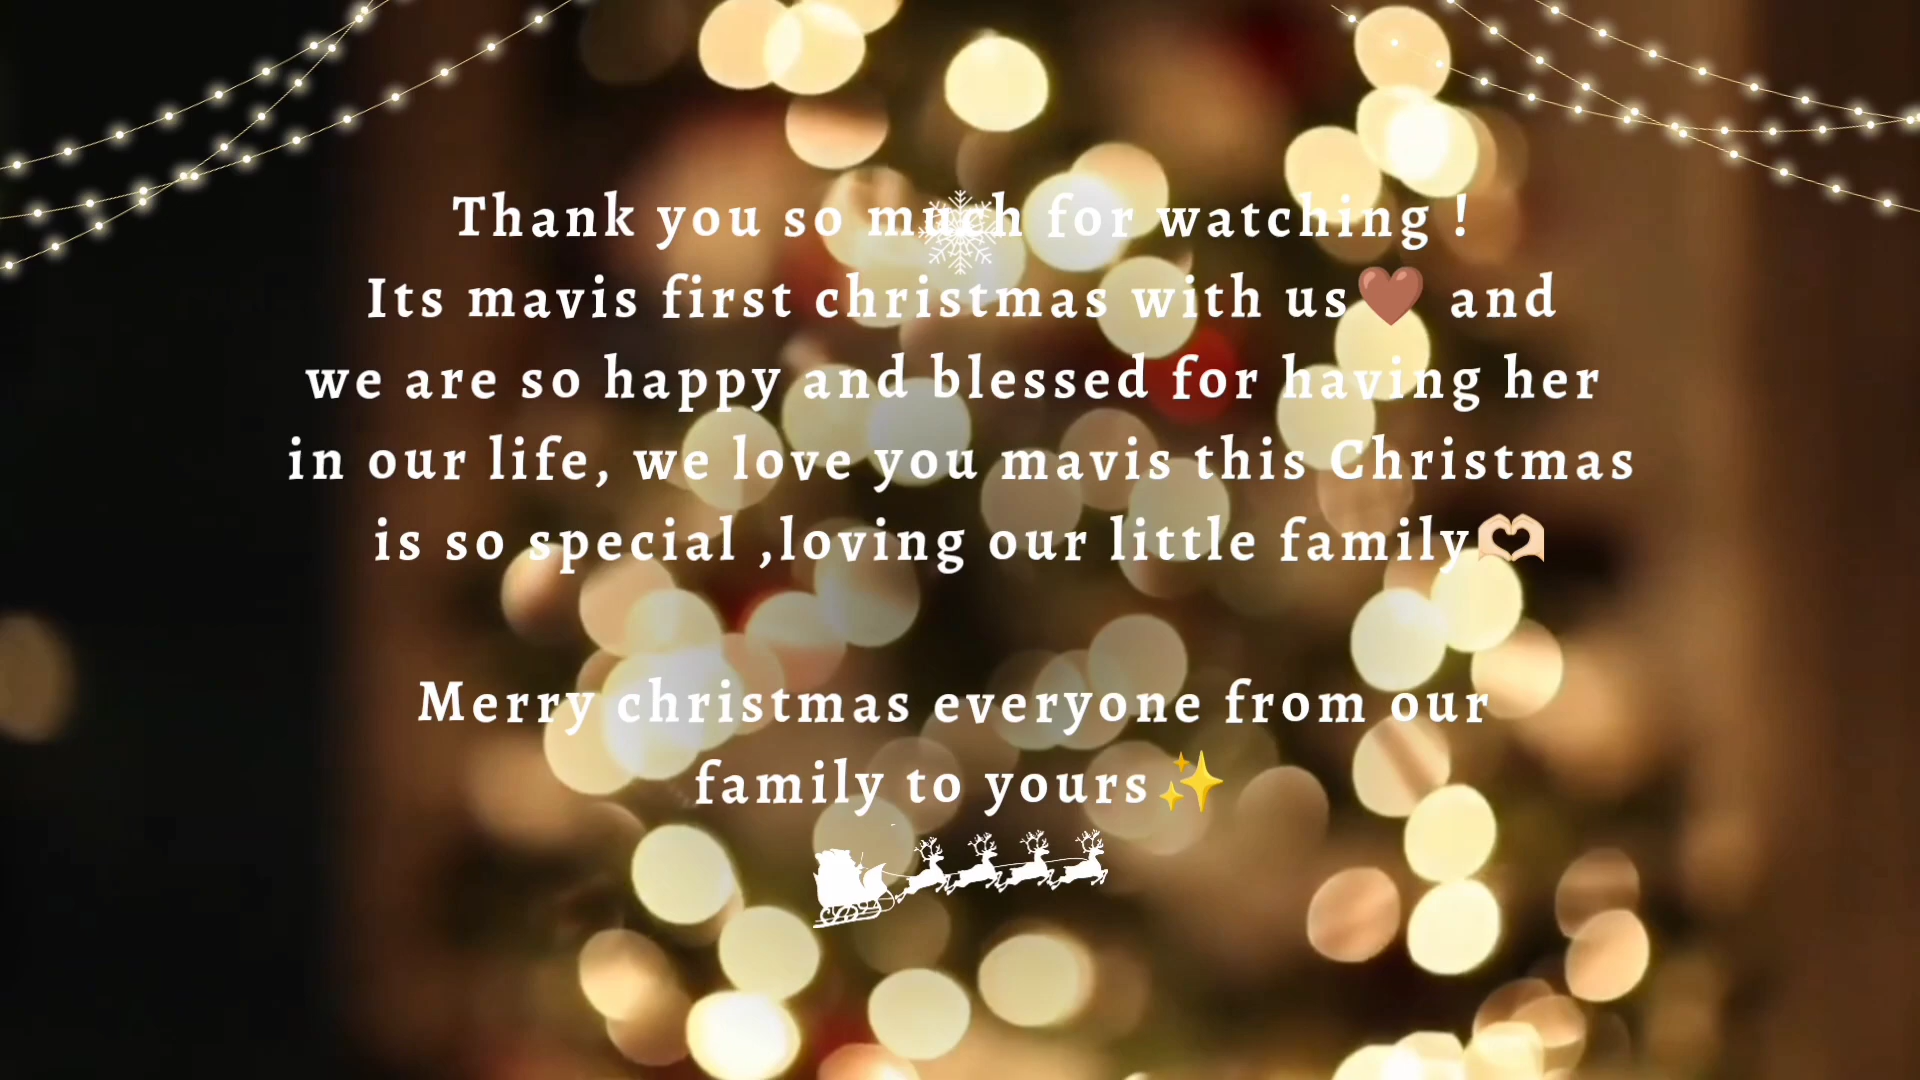 Thank you so much for watching !
Its mavis first christmas with us🤎 and
we are so happy and blessed for having her
in our life, we love you mavis this Christmas
is so special ,loving our little family🫶🏼
Merry christmas everyone from our
family to yours✨